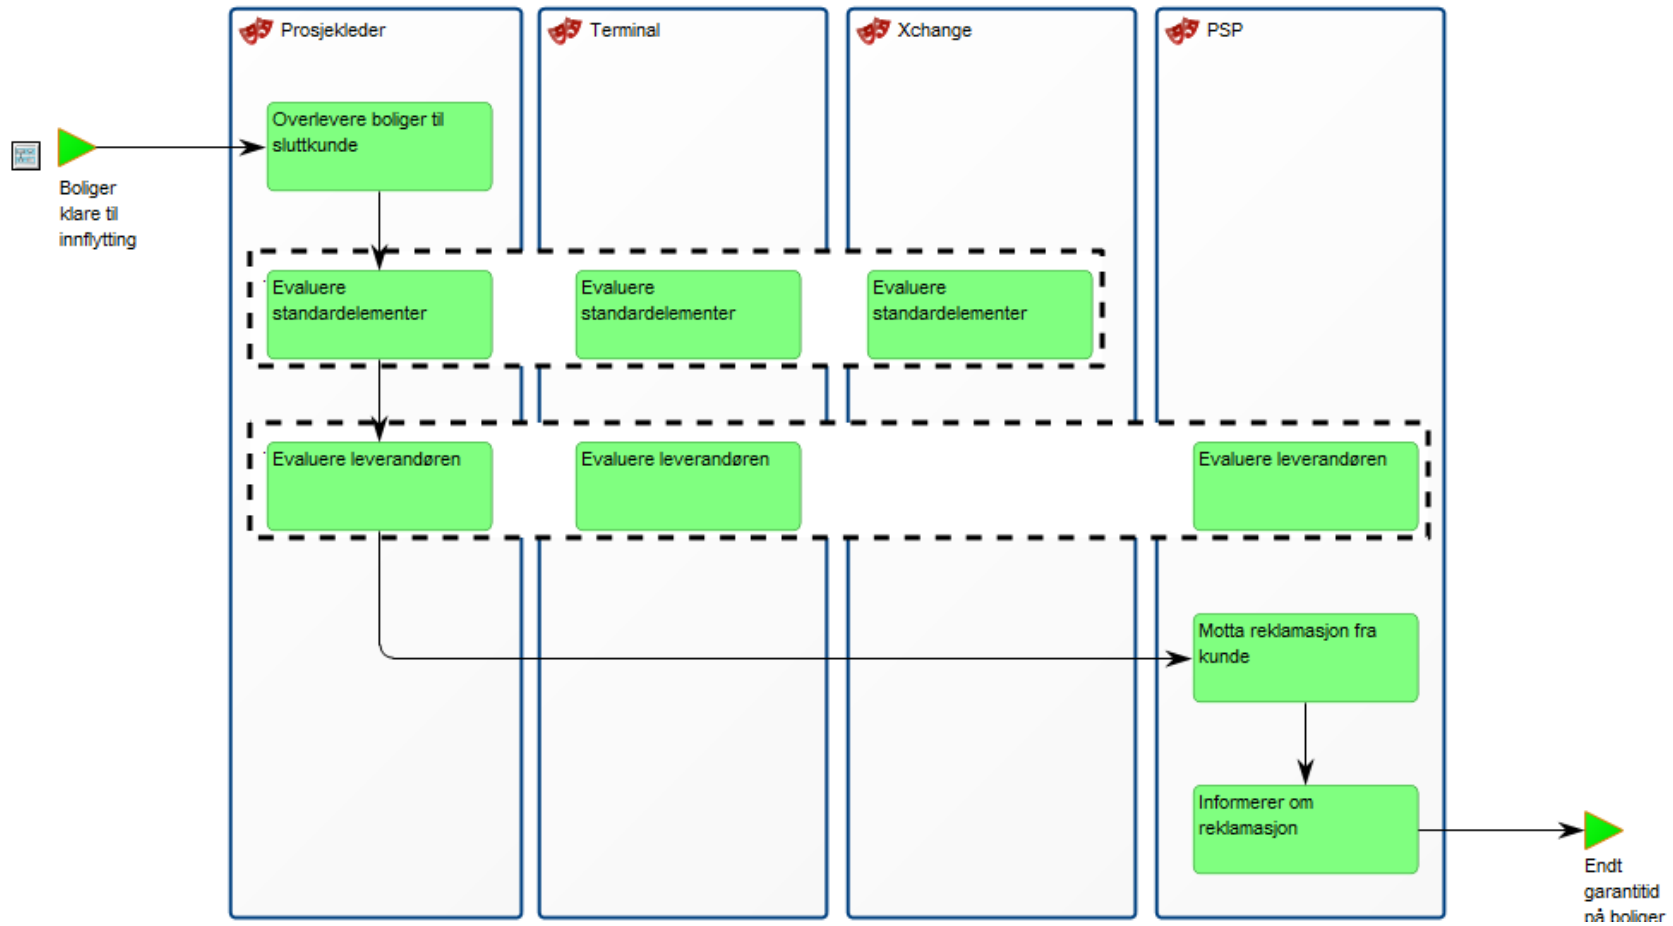 Prosjekleder
Terminal
Xchange
PSP
Overlevere boliger til
sluttkunde
Boliger
klare til
innflytting
Evaluere
standardelementer
Evaluere
standardelementer
Evaluere
standardelementer
Evaluere leverandøren
Evaluere leverandøren
Evaluere leverandøren
Motta reklamasjon fra
kunde
Informerer om
reklamasjon
Endt
garantitid
på boliger